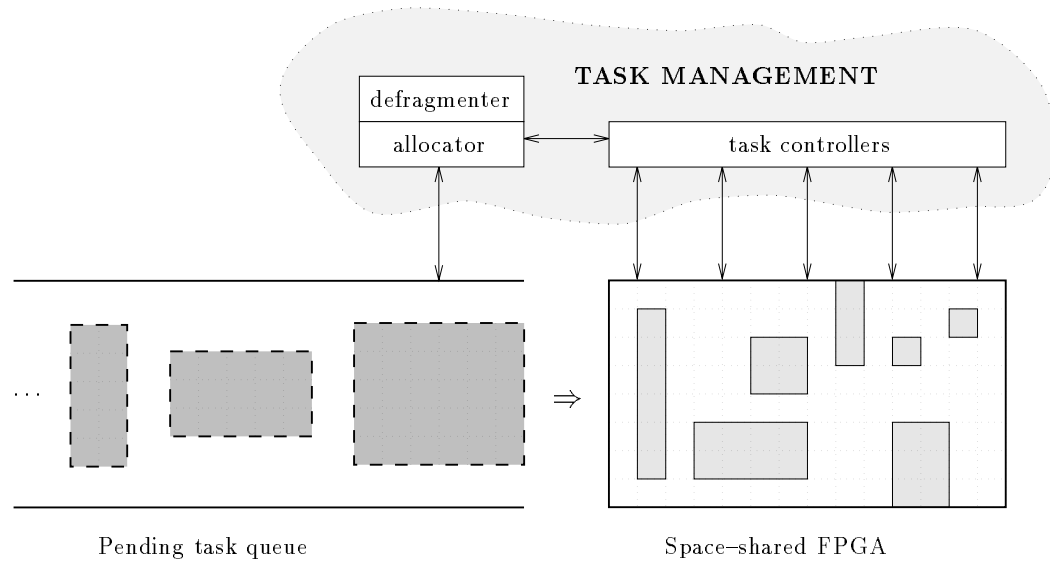 TASK MANAGEMENT
defragmenter
allocator
task controllers
...
⇒
Pending task queue
Space–shared FPGA